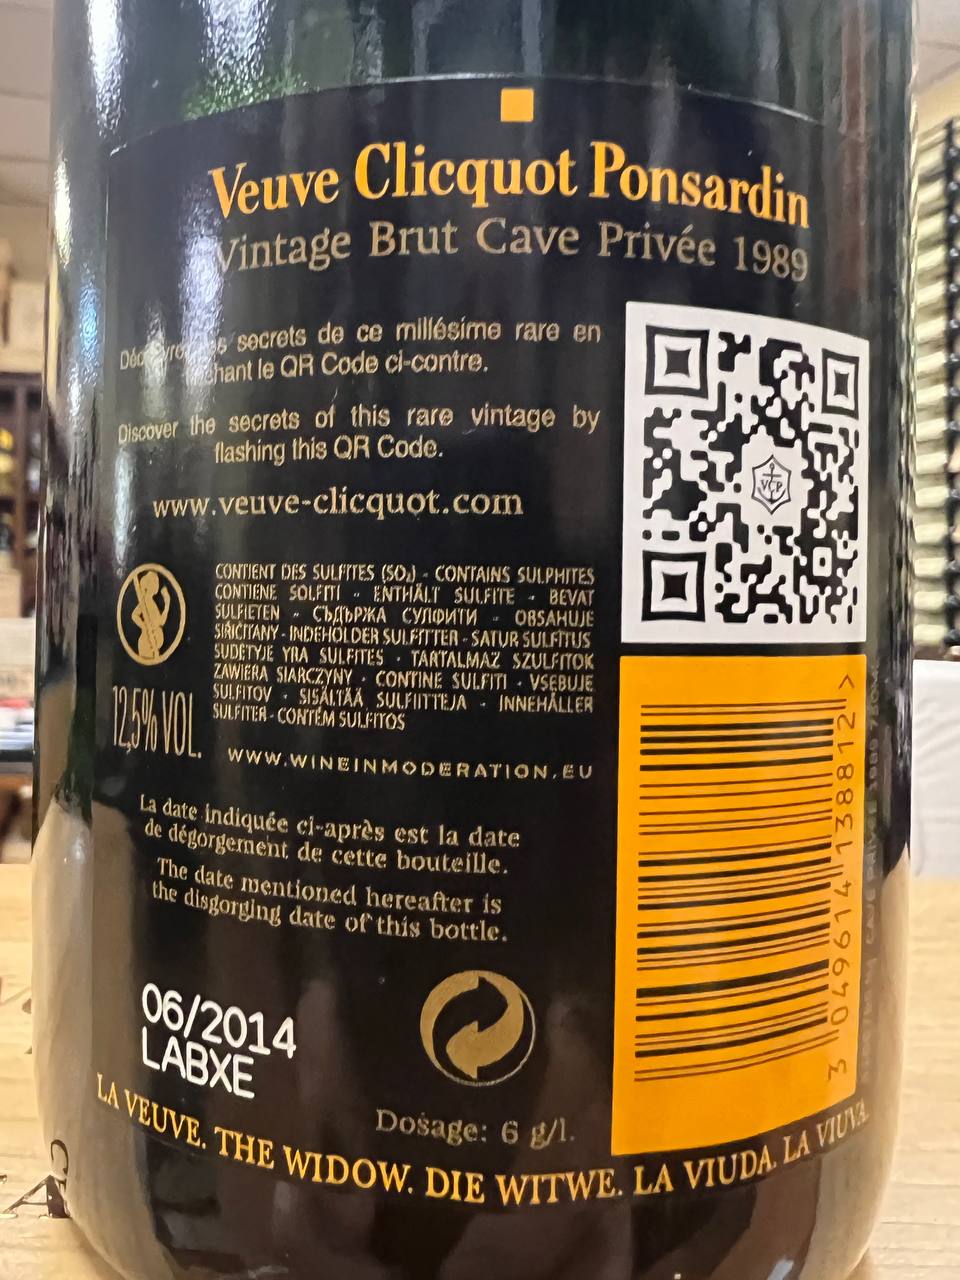 Veuve Clicquot Ponsardin
Vintage Brut Cave Privée 1989
secrets de ce millésime rare en
le QR Code ci-contre.
Discover the secrets of this rare vintage by
flashing this QR Code.
www.veuve-clicquot.com
VCP
CONTIENT DES SULFITES (SO₂) - CONTAINS SULPHITES
CONTIENE SOLFITI - ENTHÄLT SULFITE - BEVAT
SULFIETEN - СЪДЪРЖА СУЛФИТИ - OBSAHUJE
SIŘIČITANY - INDEHOLDER SULFITTER - SATUR SULFĪTUS
SUDĖTYJE YRA SULFITES - TARTALMAZ SZULFITOK
ZAWIERA SIARCZYNY - CONTINE SULFITI - VSEBUJE
SULFITOV - SISÄLTÄÄ SULFIITTEJA - INNEHÅLLER
SULFITER - CONTÉM SULFITOS
12,5% VOL.
WWW.WINEINMODERATION.EU
La date indiquée ci-après est la date
de dégorgement de cette bouteille.
The date mentioned hereafter is
the disgorging date of this bottle.
06/2014
LABXE
Dosage: 6 g/l.
3 049614 138812 >
LA VEUVE. THE WIDOW. DIE WITWE. LA VIUDA. LA VIUVA.